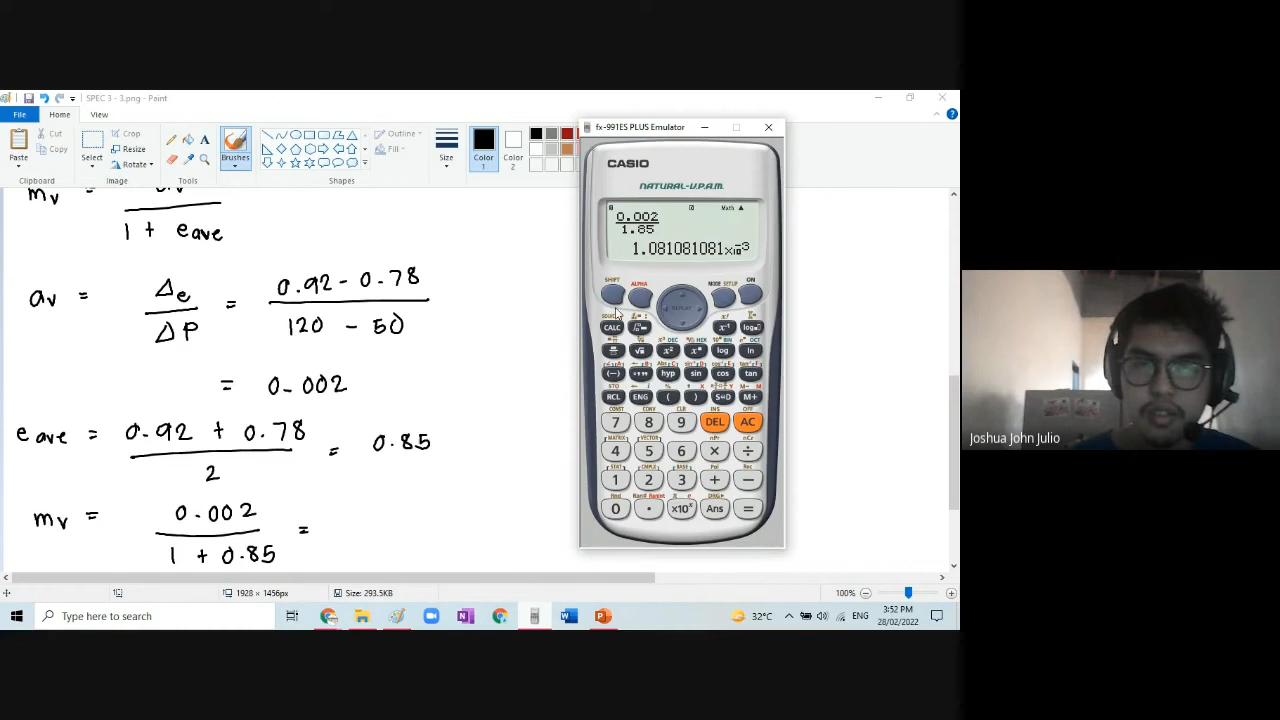 SPEC 3 - 3.png - Paint
File Home View
Paste Cut Copy Clipboard
Select Crop Resize Rotate Image
Tools
Brushes
Outline Fill Shapes
Size
Color 1 Color 2
mv =
1 + eave
av = Δe / ΔP = 0.92 - 0.78 / 120 - 50
= 0.002
eave = 0.92 + 0.78 / 2 = 0.85
mv = 0.002 / 1 + 0.85 =
fx-991ES PLUS Emulator
CASIO
NATURAL-V.P.A.M.
Math
0.002
1.85
1.081081081×10⁻³
SHIFT ALPHA REPLAY MODE SETUP ON
CALC x⁻¹
log ln
hyp sin cos tan
RCL ENG ( ) S⇔D M+
7 8 9 DEL AC
4 5 6 × ÷
1 2 3 + −
0 . ×10ˣ Ans =
Joshua John Julio
1928 × 1456px Size: 293.5KB 100%
Type here to search
32°C ENG 3:52 PM 28/02/2022